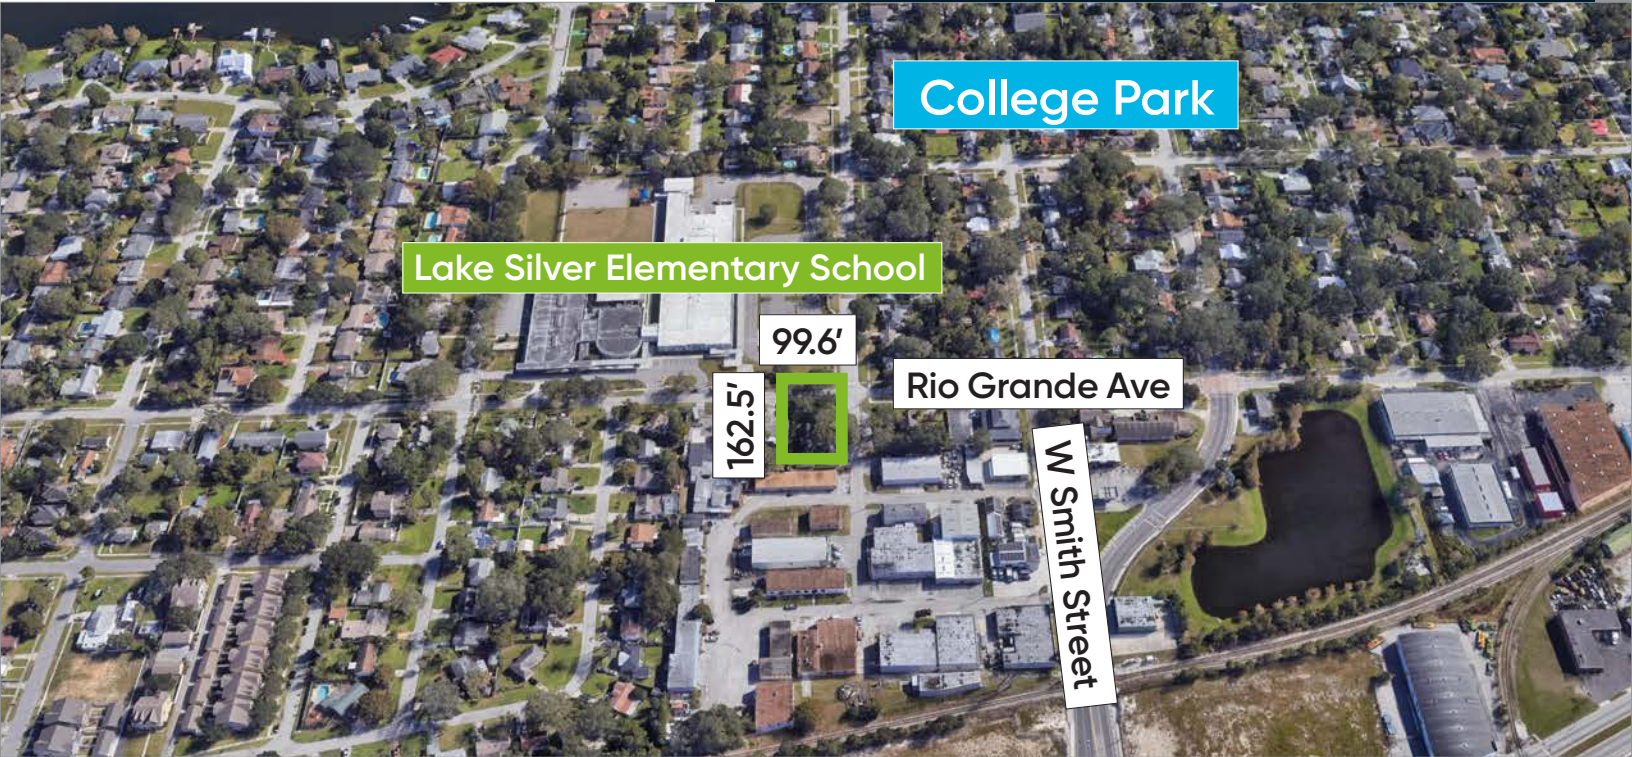 College Park
Lake Silver Elementary School
99.6'
162.5'
Rio Grande Ave
W Smith Street